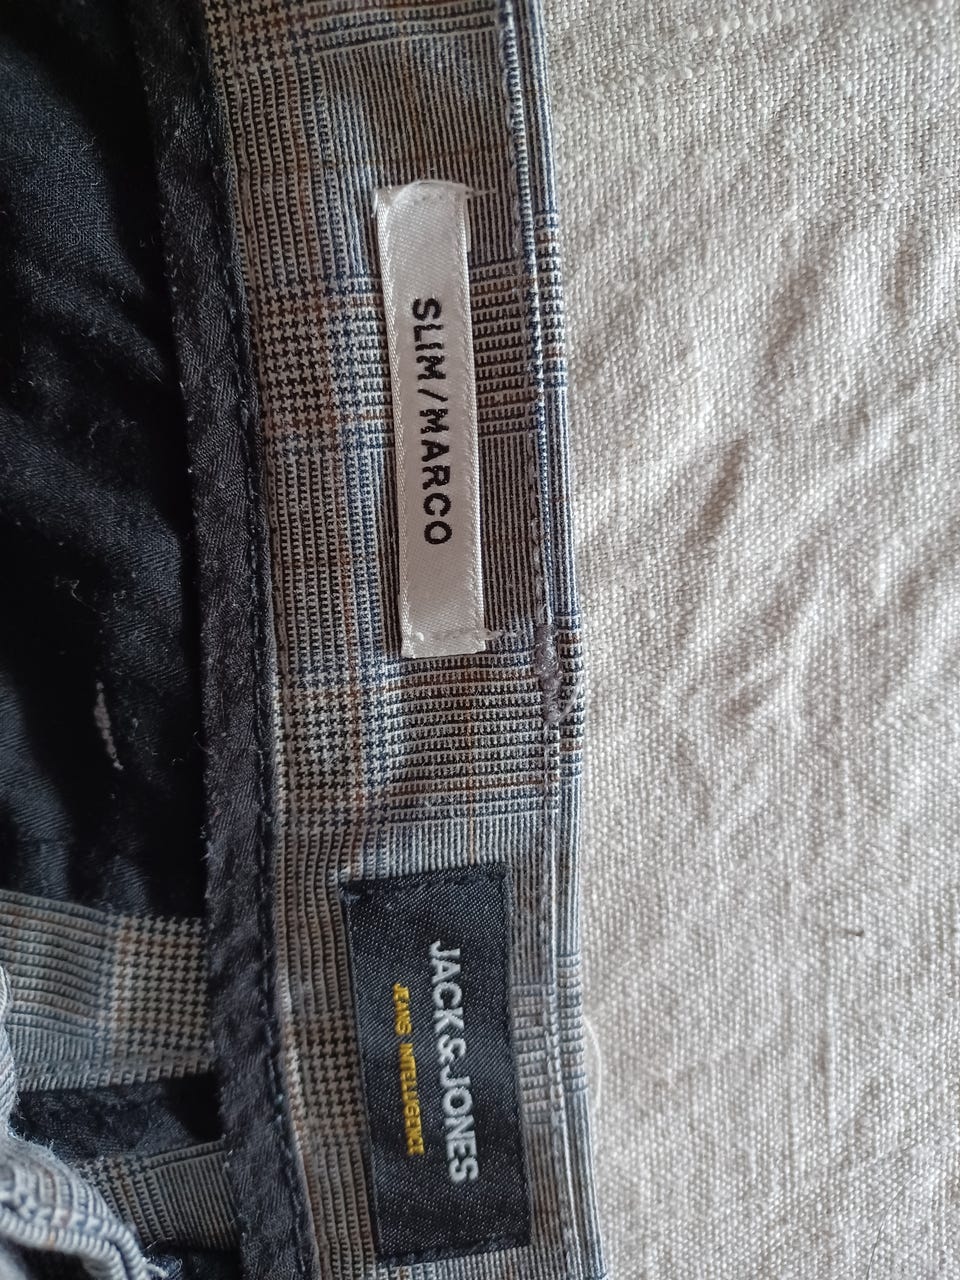 SLIM/MARCO
JACK & JONES
JEANS INTELLIGENCE